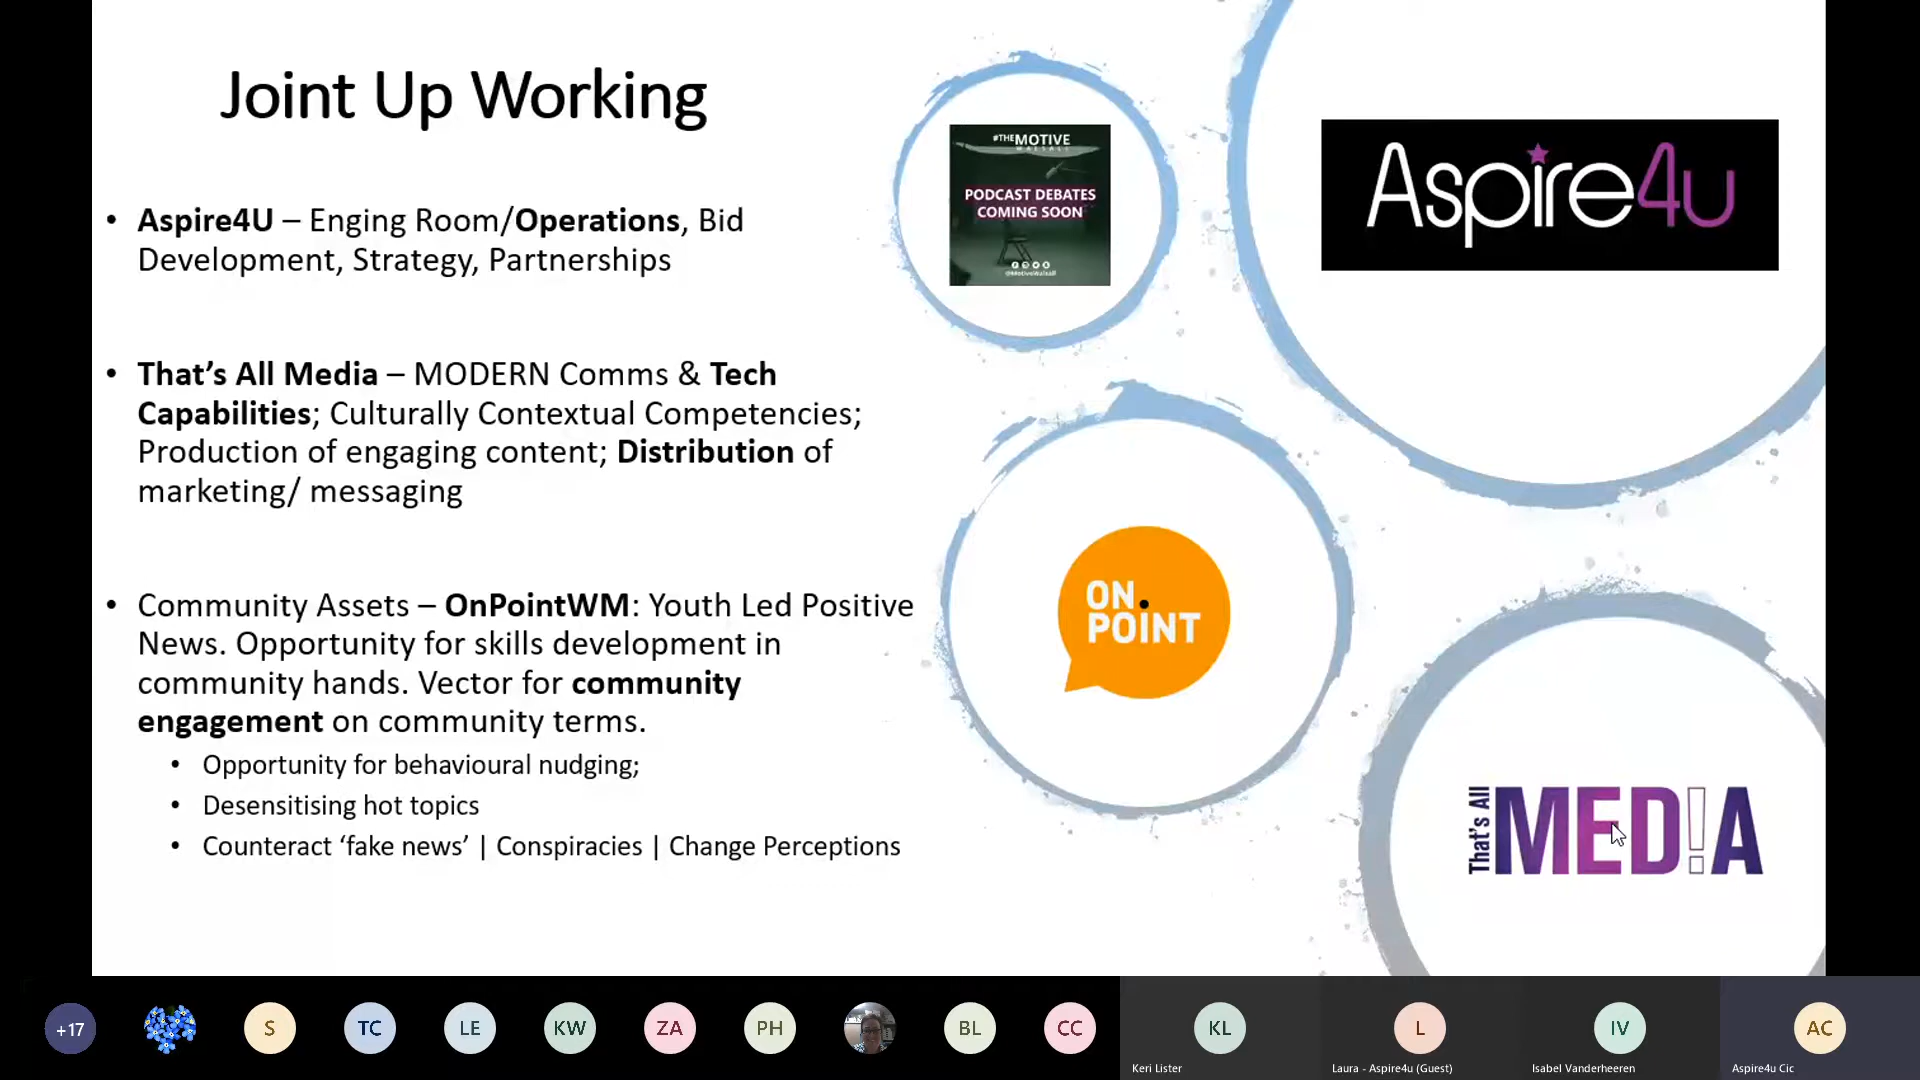 Joint Up Working
• Aspire4U – Enging Room/Operations, Bid
Development, Strategy, Partnerships
• That’s All Media – MODERN Comms & Tech
Capabilities; Culturally Contextual Competencies;
Production of engaging content; Distribution of
marketing/ messaging
• Community Assets – OnPointWM: Youth Led Positive
News. Opportunity for skills development in
community hands. Vector for community
engagement on community terms.
• Opportunity for behavioural nudging;
• Desensitising hot topics
• Counteract ‘fake news’ | Conspiracies | Change Perceptions
#THEMOTIVE
WALSALL
PODCAST DEBATES
COMING SOON
@MotiveWalsall
Aspire4u
ON.
POINT
That's All
MED!A
+17
S
TC
LE
KW
ZA
PH
BL
CC
KL
Keri Lister
L
Laura - Aspire4u (Guest)
IV
Isabel Vanderheeren
AC
Aspire4u Cic